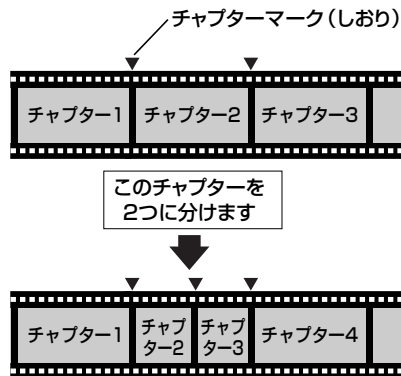 チャプターマーク(しおり)
チャプター1 チャプター2 チャプター3
このチャプターを
2つに分けます
チャプター1 チャプ
ター2 チャプ
ター3 チャプター4